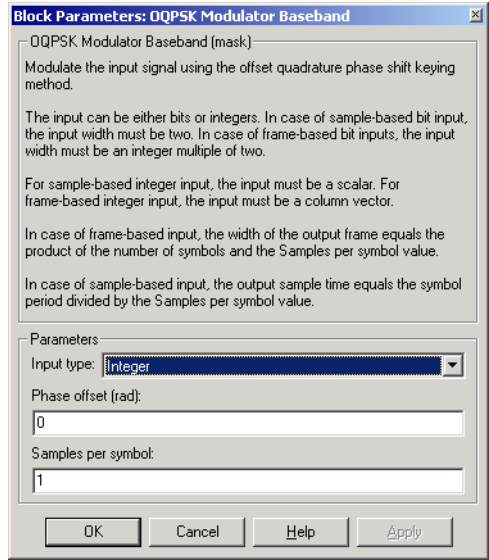 Block Parameters: OQPSK Modulator Baseband
OQPSK Modulator Baseband (mask)
Modulate the input signal using the offset quadrature phase shift keying
method.
The input can be either bits or integers. In case of sample-based bit input,
the input width must be two. In case of frame-based bit inputs, the input
width must be an integer multiple of two.
For sample-based integer input, the input must be a scalar. For
frame-based integer input, the input must be a column vector.
In case of frame-based input, the width of the output frame equals the
product of the number of symbols and the Samples per symbol value.
In case of sample-based input, the output sample time equals the symbol
period divided by the Samples per symbol value.
Parameters
Input type: Integer
Phase offset (rad):
0
Samples per symbol:
1
OK Cancel Help Apply